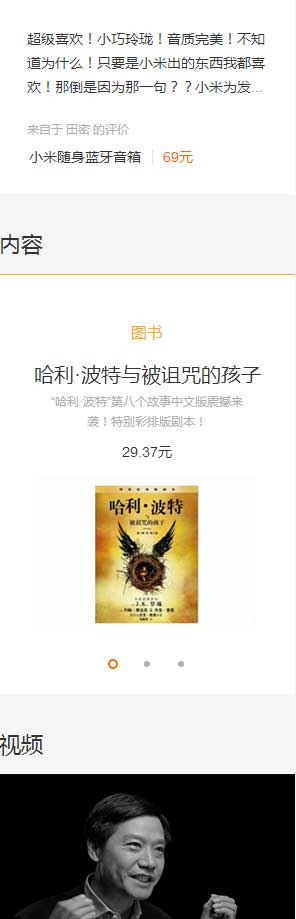 超级喜欢！小巧玲珑！音质完美！不知
道为什么！只要是小米出的东西我都喜
欢！那倒是因为那一句？？小米为发...
来自于 田密 的评价
小米随身蓝牙音箱 69元
内容
图书
哈利·波特与被诅咒的孩子
“哈利·波特”第八个故事中文版震撼来
袭！特别彩排版剧本！
29.37元
哈利·波特
与
被诅咒的孩子
J.K.罗琳
视频